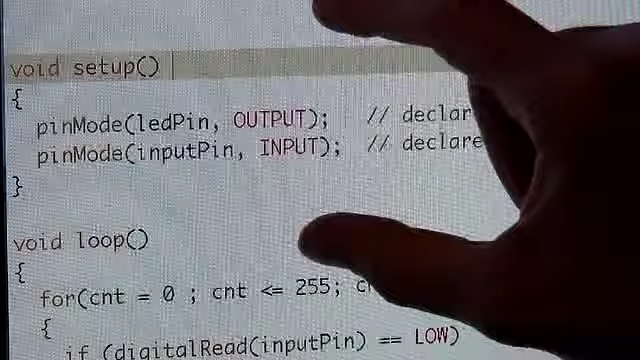 void setup()
{
pinMode(ledPin, OUTPUT); // declar
pinMode(inputPin, INPUT); // declare
}
void loop()
{
for(cnt = 0 ; cnt <= 255; c
{
if (digitalRead(inputPin) == LOW)